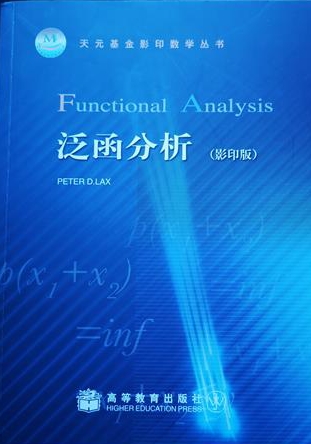 天元基金影印数学丛书
Functional Analysis
泛函分析 (影印版)
PETER D.LAX
p(x
p(x₁+x₂)
=inf
高等教育出版社
HIGHER EDUCATION PRESS